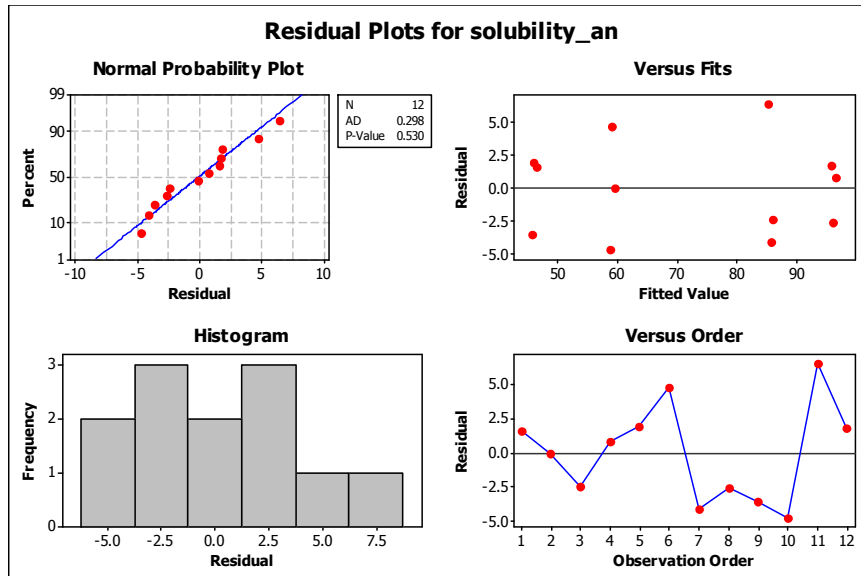 Residual Plots for solubility_an
Normal Probability Plot
99
90
50
10
1
Percent
-10 -5 0 5 10
Residual
N 12
AD 0.298
P-Value 0.530
Versus Fits
5.0
2.5
0.0
-2.5
-5.0
Residual
50 60 70 80 90
Fitted Value
Histogram
3
2
1
0
Frequency
-5.0 -2.5 0.0 2.5 5.0 7.5
Residual
Versus Order
5.0
2.5
0.0
-2.5
-5.0
Residual
1 2 3 4 5 6 7 8 9 10 11 12
Observation Order